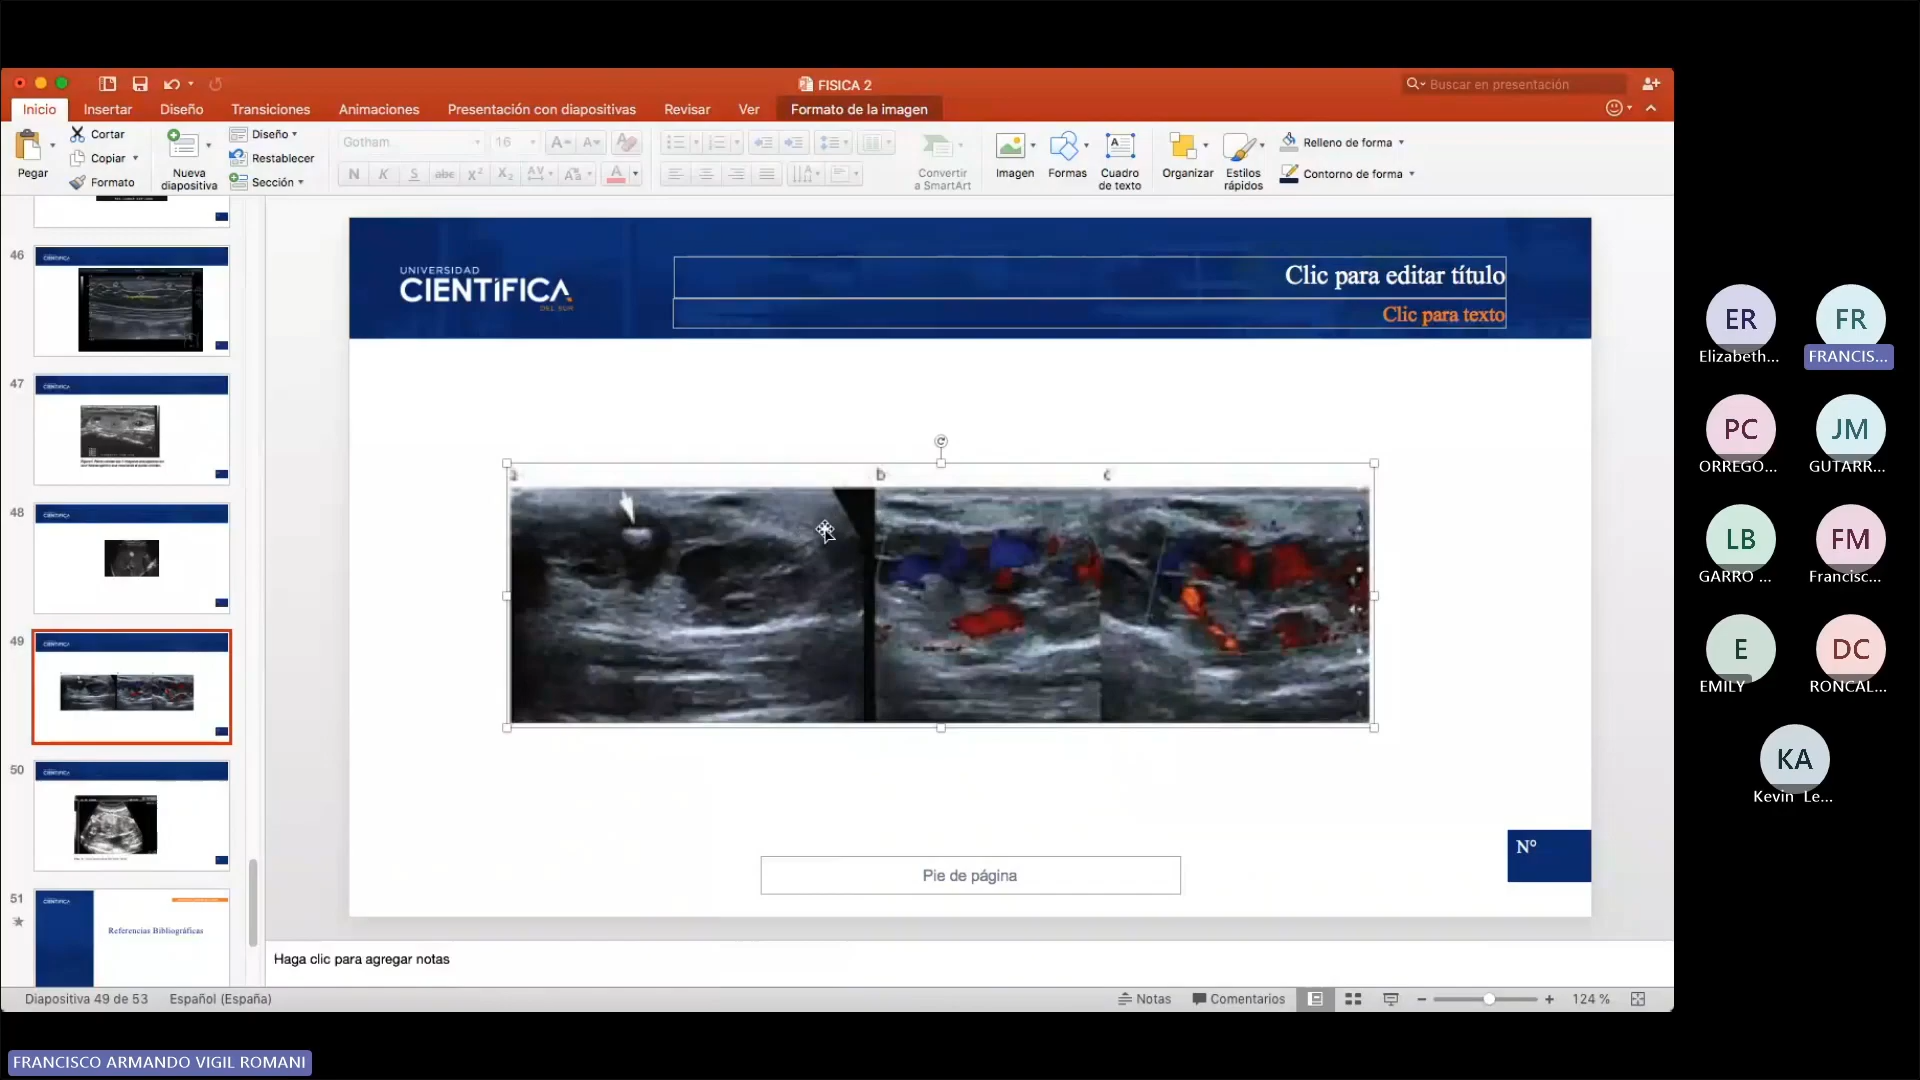 FISICA 2
Buscar en presentación
Inicio
Insertar
Diseño
Transiciones
Animaciones
Presentación con diapositivas
Revisar
Ver
Formato de la imagen
Pegar
Cortar
Copiar
Formato
Nueva diapositiva
Diseño
Restablecer
Sección
Gotham...
16
Convertir a SmartArt
Imagen
Formas
Cuadro de texto
Organizar
Estilos rápidos
Relleno de forma
Contorno de forma
46
47
48
49
50
51
Referencias Bibliográficas
UNIVERSIDAD
CIENTÍFICA
DEL SUR
Clic para editar título
Clic para texto
a
b
c
Nº
Pie de página
Haga clic para agregar notas
Diapositiva 49 de 53
Español (España)
Notas
Comentarios
124 %
ER
Elizabeth...
FR
FRANCIS...
PC
ORREGO...
JM
GUTARR...
LB
GARRO ...
FM
Francisc...
E
EMILY
DC
RONCAL...
KA
Kevin Le...
FRANCISCO ARMANDO VIGIL ROMANI